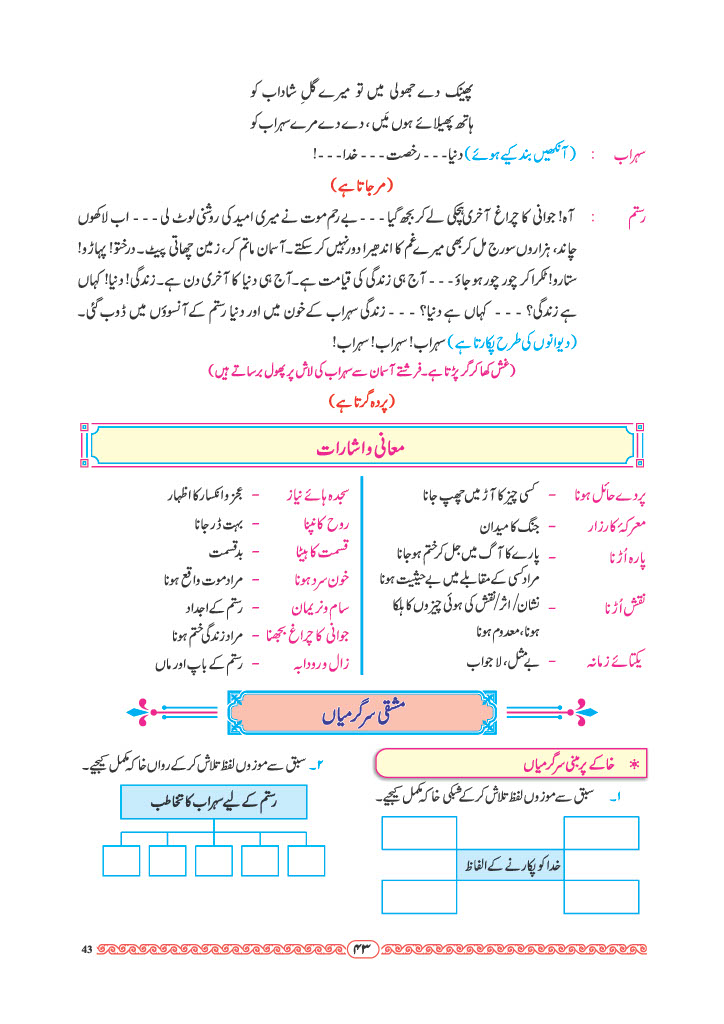 پھینک دے جھولی میں تو میرے گلِ شاداب کو
ہاتھ پھیلائے ہوں مَیں، دے دے مرے سہراب کو
سہراب : (آنکھیں بند کیے ہوئے) دنیا--- رخصت--- خدا---!
(مرجاتا ہے)
رستم : آہ! جوانی کا چراغ آخری ہچکی لے کر بجھ گیا---بے رحم موت نے میری امید کی روشنی لوٹ لی--- اب لاکھوں
چاند، ہزاروں سورج مل کر بھی میرے غم کا اندھیرا دور نہیں کر سکتے۔ آسمان ماتم کر، زمین چھاتی پیٹ۔ درختو! پہاڑو!
ستارو! ٹکرا کر چور چور ہوجاؤ--- آج ہی زندگی کی قیامت ہے۔ آج ہی دنیا کا آخری دن ہے۔ زندگی! دنیا! کہاں
ہے زندگی؟ --- کہاں ہے دنیا؟ --- زندگی سہراب کے خون میں اور دنیا رستم کے آنسوؤں میں ڈوب گئی۔
(دیوانوں کی طرح پکارتا ہے) سہراب! سہراب! سہراب!
(غش کھا کر گر پڑتا ہے۔ فرشتے آسمان سے سہراب کی لاش پر پھول برساتے ہیں)
(پردہ گرتا ہے)
معانی و اشارات
پردے حائل ہونا - کسی چیز کا آڑ میں چھپ جانا
معرکۂ کارزار - جنگ کا میدان
پارہ اُڑنا - پارے کا آگ میں جل کر ختم ہوجانا
مراد کسی کے مقابلے میں بے حیثیت ہونا
نقش اُڑنا - نشان/ اثر/ نقش کی ہوئی چیزوں کا ہلکا
ہونا، معدوم ہونا
یکتائے زمانہ - بے مثل، لا جواب
سجدہ ہائے نیاز - عجز و انکسار کا اظہار
روح کانپنا - بہت ڈر جانا
قسمت کا بیٹا - بدقسمت
خون سرد ہونا - مراد موت واقع ہونا
سام و نریمان - رستم کے اجداد
جوانی کا چراغ بجھنا - مراد زندگی ختم ہونا
زال و رودابہ - رستم کے باپ اور ماں
مشقی سرگرمیاں
* خاکے پر مبنی سرگرمیاں
۱۔ سبق سے موزوں لفظ تلاش کر کے شبکی خاکہ مکمل کیجیے۔
خدا کو پکارنے کے الفاظ
۲۔ سبق سے موزوں لفظ تلاش کر کے رواں خاکہ مکمل کیجیے۔
رستم کے لیے سہراب کا تخاطب
43
۴۳